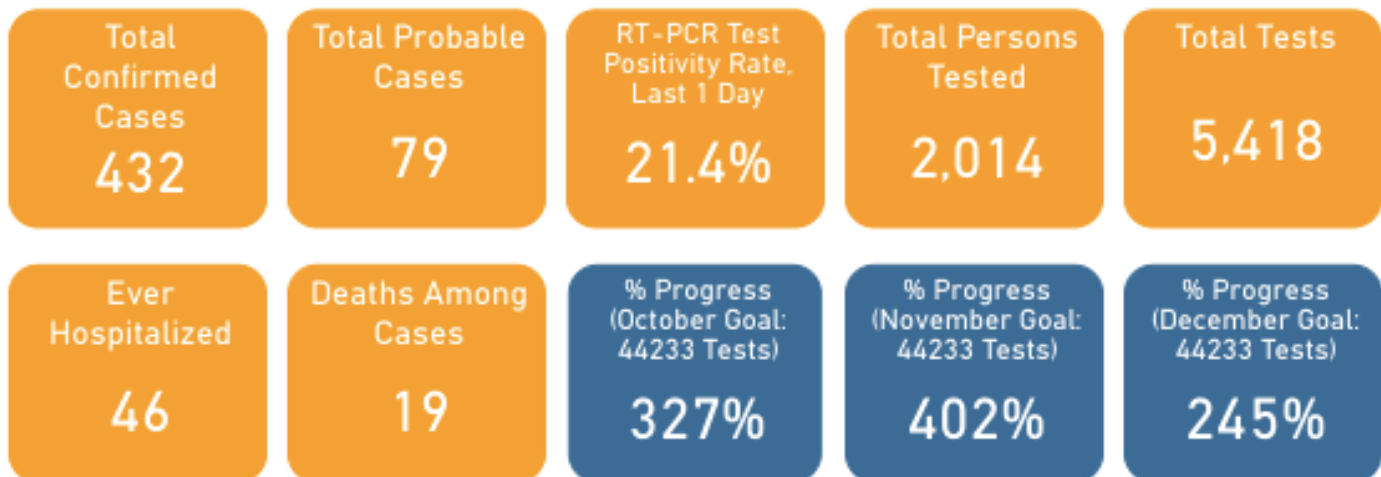 Total
Confirmed
Cases
432
Total Probable
Cases
79
RT-PCR Test
Positivity Rate,
Last 1 Day
21.4%
Total Persons
Tested
2,014
Total Tests
5,418
Ever
Hospitalized
46
Deaths Among
Cases
19
% Progress
(October Goal:
44233 Tests)
327%
% Progress
(November Goal:
44233 Tests)
402%
% Progress
(December Goal:
44233 Tests)
245%